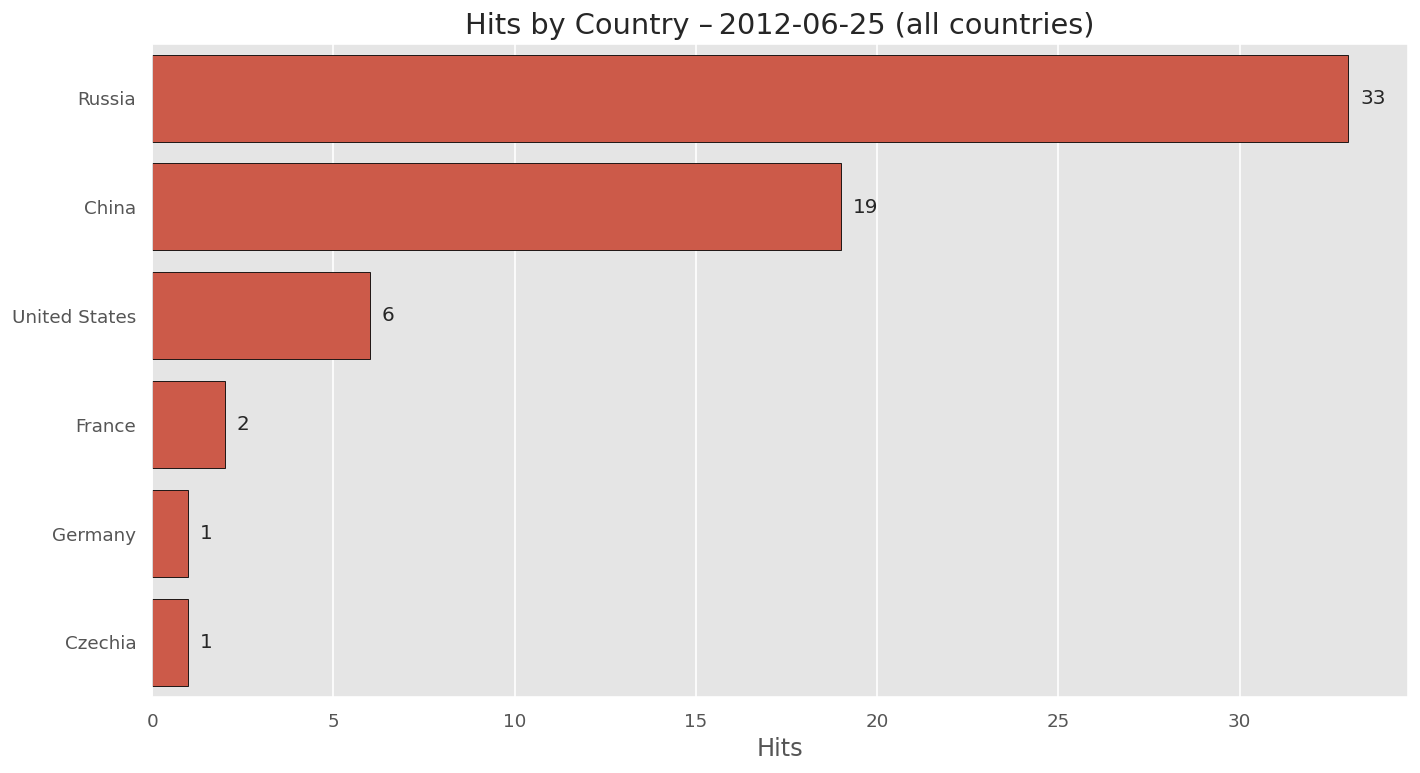 Hits by Country – 2012-06-25 (all countries)
Russia
33
China
19
United States
6
France
2
Germany
1
Czechia
1
0 5 10 15 20 25 30
Hits